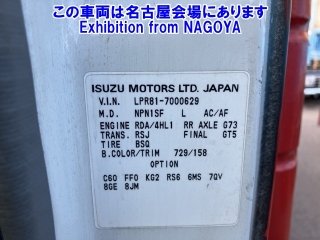 この車両は名古屋会場にあります
Exhibition from NAGOYA
ISUZU MOTORS LTD. JAPAN
V.I.N. LPR81-7000629
M.D. NPN1SF L AC/AF
ENGINE RDA/4HL1 RR AXLE G73
TRANS. RSJ FINAL GT5
TIRE BSQ
B.COLOR/TRIM 729/158
OPTION
C60 FFO KG2 RS6 6MS 7QV
8GE 8JM